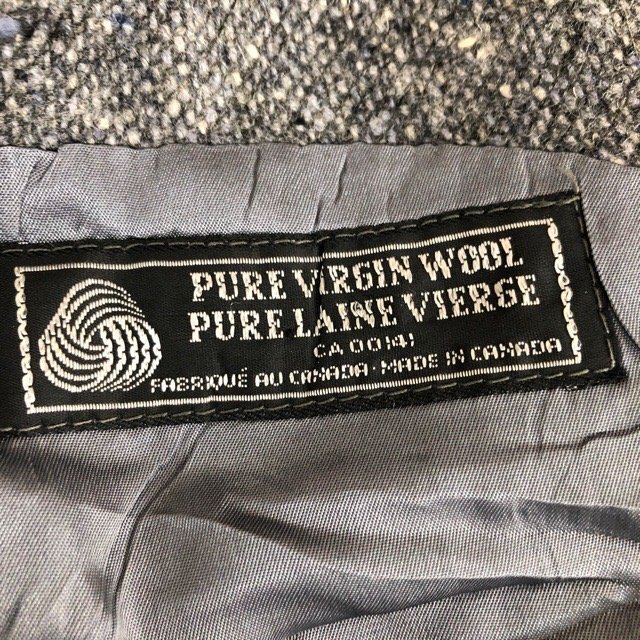 PURE VIRGIN WOOL
PURE LAINE VIERGE
CA 00141
FABRIQUÉ AU CANADA · MADE IN CANADA